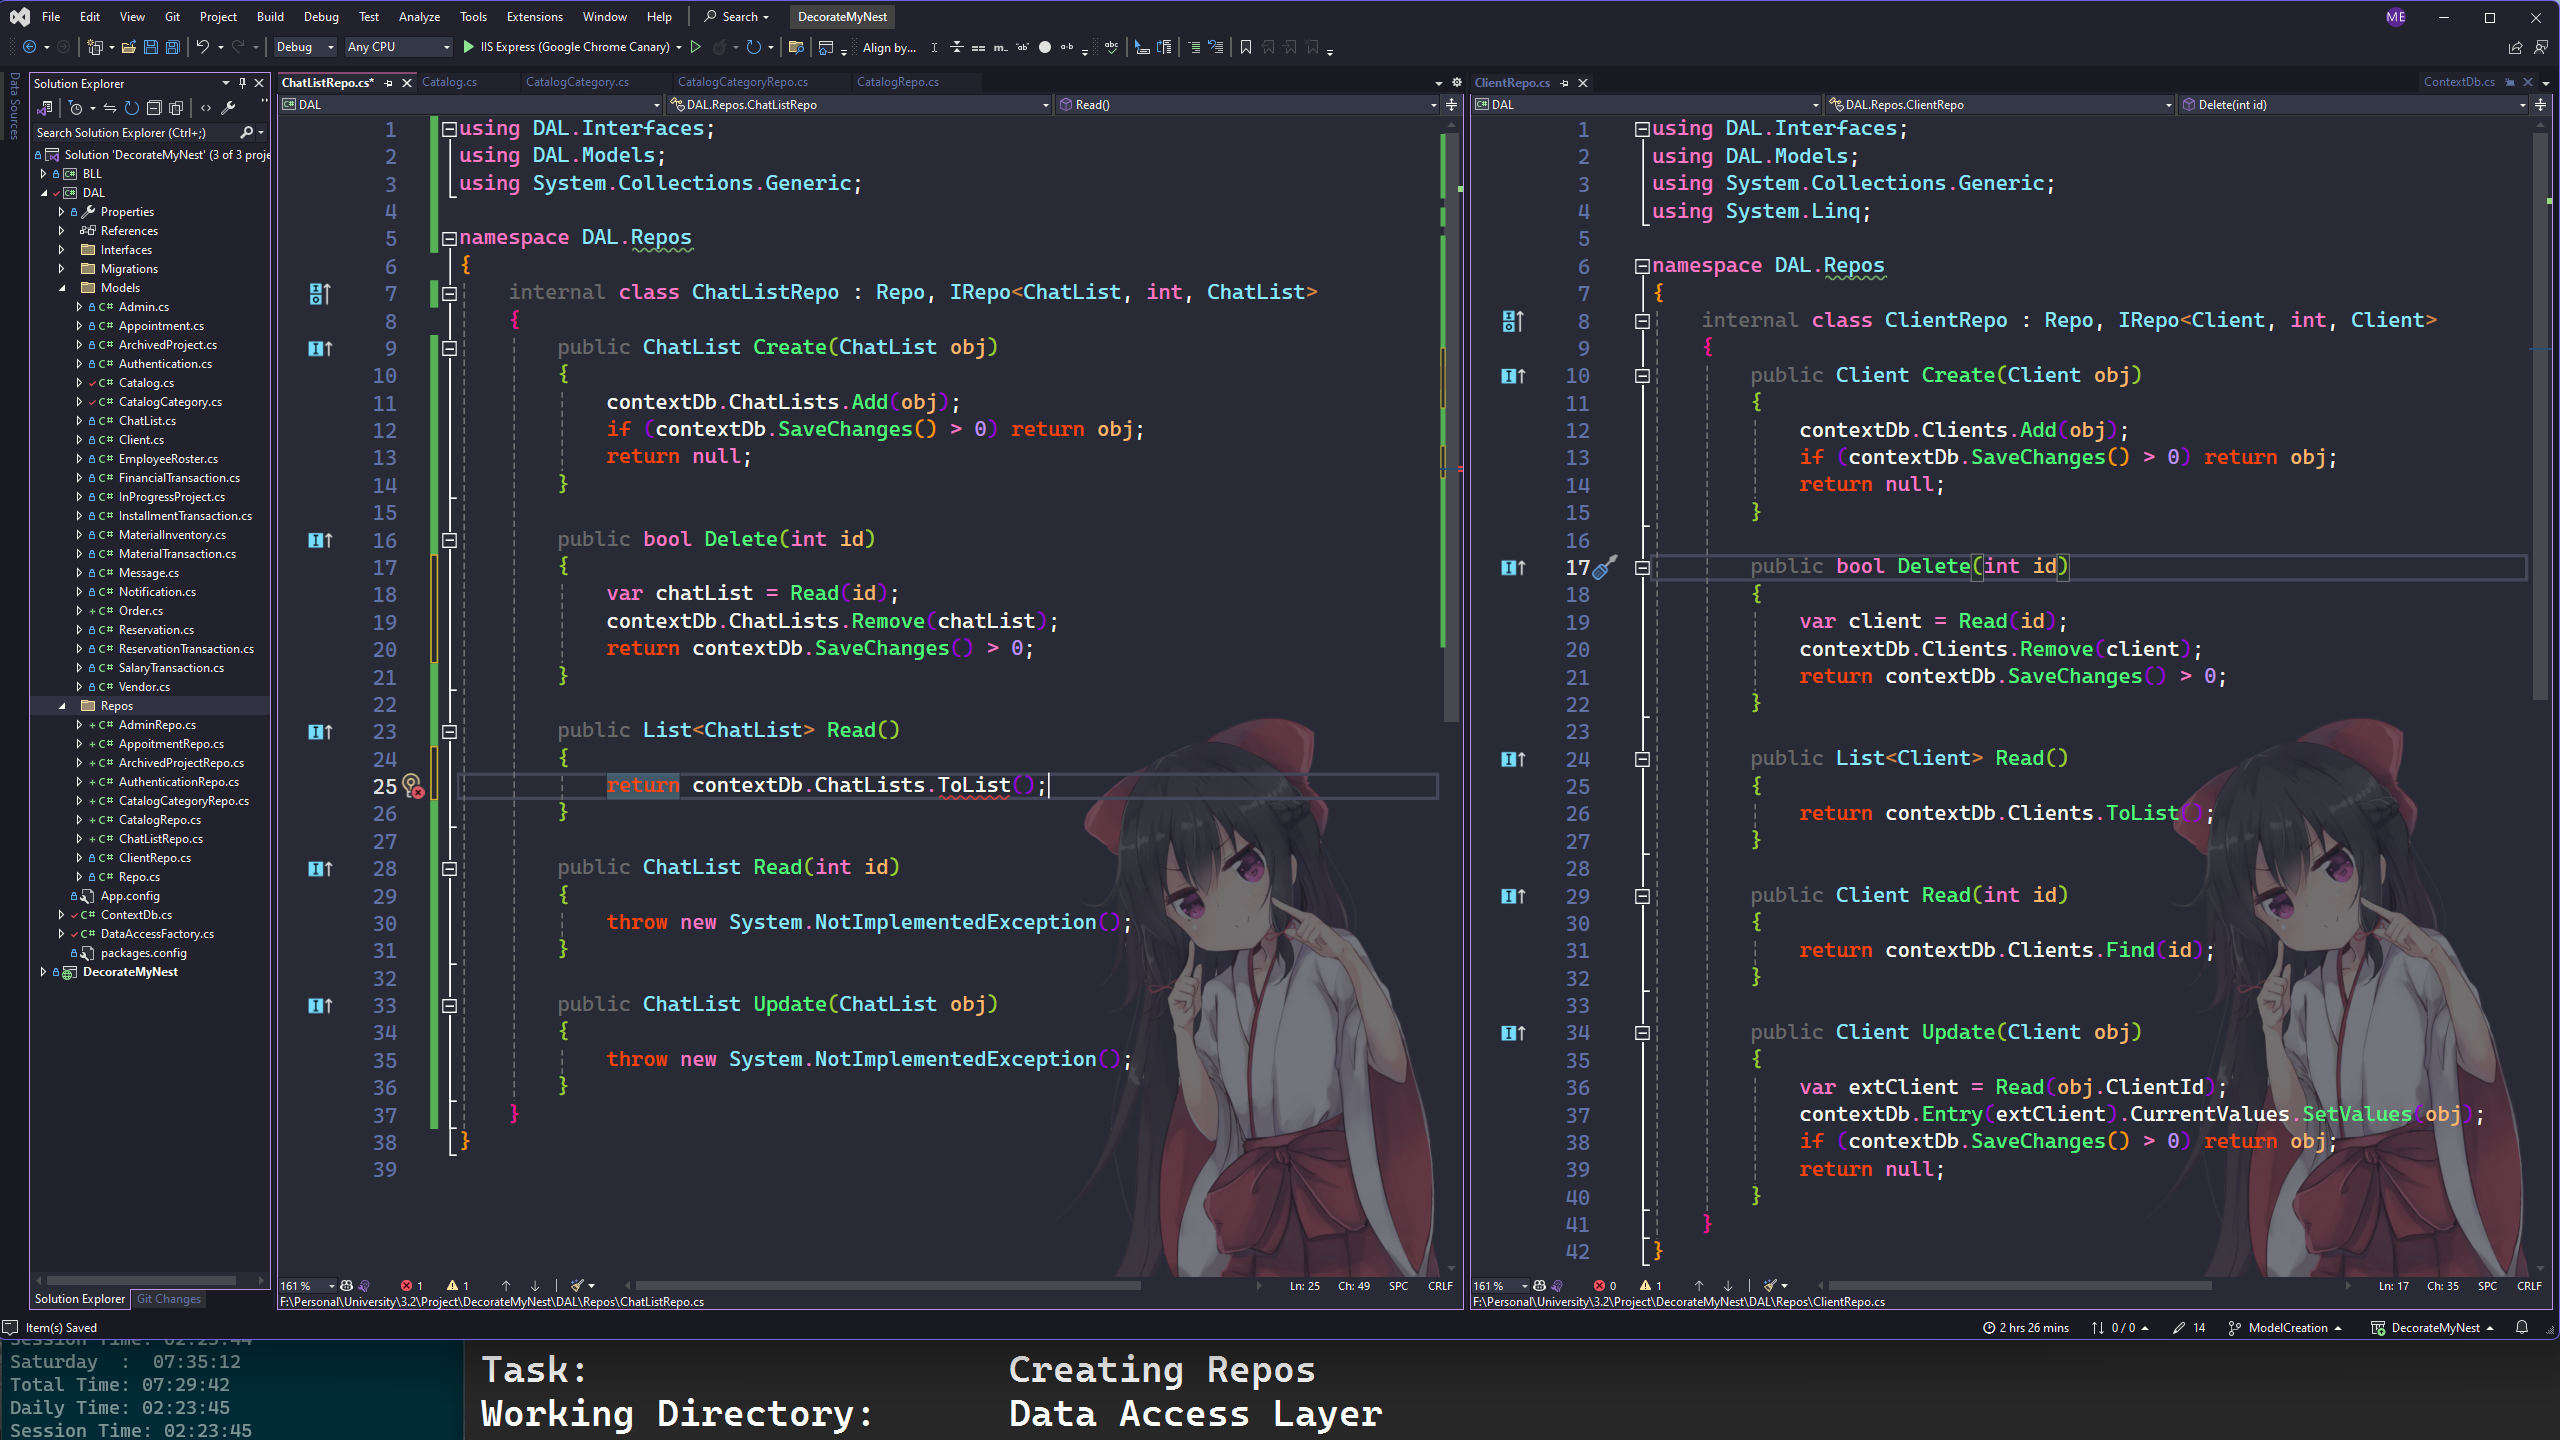 File Edit View Git Project Build Debug Test Analyze Tools Extensions Window Help Search DecorateMyNest ME
Debug Any CPU IIS Express (Google Chrome Canary) Align by...
Data Sources
Solution Explorer
Search Solution Explorer (Ctrl+;)
Solution 'DecorateMyNest' (3 of 3 proje
BLL
DAL
Properties
References
Interfaces
Migrations
Models
C# Admin.cs
C# Appointment.cs
C# ArchivedProject.cs
C# Authentication.cs
C# Catalog.cs
C# CatalogCategory.cs
C# ChatList.cs
C# Client.cs
C# EmployeeRoster.cs
C# FinancialTransaction.cs
C# InProgressProject.cs
C# InstallmentTransaction.cs
C# MaterialInventory.cs
C# MaterialTransaction.cs
C# Message.cs
C# Notification.cs
+ C# Order.cs
C# Reservation.cs
C# ReservationTransaction.cs
C# SalaryTransaction.cs
C# Vendor.cs
Repos
+ C# AdminRepo.cs
+ C# AppoitmentRepo.cs
+ C# ArchivedProjectRepo.cs
+ C# AuthenticationRepo.cs
+ C# CatalogCategoryRepo.cs
+ C# CatalogRepo.cs
+ C# ChatListRepo.cs
C# ClientRepo.cs
C# Repo.cs
App.config
C# ContextDb.cs
C# DataAccessFactory.cs
packages.config
DecorateMyNest
Solution Explorer Git Changes
ChatListRepo.cs* Catalog.cs CatalogCategory.cs CatalogCategoryRepo.cs CatalogRepo.cs
DAL DAL.Repos.ChatListRepo Read()
1 using DAL.Interfaces;
2 using DAL.Models;
3 using System.Collections.Generic;
4
5 namespace DAL.Repos
6 {
7 internal class ChatListRepo : Repo, IRepo<ChatList, int, ChatList>
8 {
9 public ChatList Create(ChatList obj)
10 {
11 contextDb.ChatLists.Add(obj);
12 if (contextDb.SaveChanges() > 0) return obj;
13 return null;
14 }
15
16 public bool Delete(int id)
17 {
18 var chatList = Read(id);
19 contextDb.ChatLists.Remove(chatList);
20 return contextDb.SaveChanges() > 0;
21 }
22
23 public List<ChatList> Read()
24 {
25 return contextDb.ChatLists.ToList();
26 }
27
28 public ChatList Read(int id)
29 {
30 throw new System.NotImplementedException();
31 }
32
33 public ChatList Update(ChatList obj)
34 {
35 throw new System.NotImplementedException();
36 }
37 }
38 }
39
161 % 1 1 Ln: 25 Ch: 49 SPC CRLF
F:\Personal\University\3.2\Project\DecorateMyNest\DAL\Repos\ChatListRepo.cs
ClientRepo.cs ContextDb.cs
DAL DAL.Repos.ClientRepo Delete(int id)
1 using DAL.Interfaces;
2 using DAL.Models;
3 using System.Collections.Generic;
4 using System.Linq;
5
6 namespace DAL.Repos
7 {
8 internal class ClientRepo : Repo, IRepo<Client, int, Client>
9 {
10 public Client Create(Client obj)
11 {
12 contextDb.Clients.Add(obj);
13 if (contextDb.SaveChanges() > 0) return obj;
14 return null;
15 }
16
17 public bool Delete(int id)
18 {
19 var client = Read(id);
20 contextDb.Clients.Remove(client);
21 return contextDb.SaveChanges() > 0;
22 }
23
24 public List<Client> Read()
25 {
26 return contextDb.Clients.ToList();
27 }
28
29 public Client Read(int id)
30 {
31 return contextDb.Clients.Find(id);
32 }
33
34 public Client Update(Client obj)
35 {
36 var extClient = Read(obj.ClientId);
37 contextDb.Entry(extClient).CurrentValues.SetValues(obj);
38 if (contextDb.SaveChanges() > 0) return obj;
39 return null;
40 }
41 }
42 }
161 % 0 1 Ln: 17 Ch: 35 SPC CRLF
F:\Personal\University\3.2\Project\DecorateMyNest\DAL\Repos\ClientRepo.cs
Item(s) Saved 2 hrs 26 mins 0 / 0 14 ModelCreation DecorateMyNest
Session Time: 02:23:44
Saturday : 07:35:12
Total Time: 07:29:42
Daily Time: 02:23:45
Session Time: 02:23:45
Task: Creating Repos
Working Directory: Data Access Layer